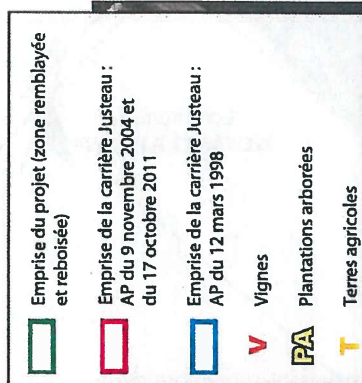 Emprise du projet (zone remblayée
et reboisée)
Emprise de la carrière Justeau :
AP du 9 novembre 2004 et
du 17 octobre 2011
Emprise de la carrière Justeau :
AP du 12 mars 1998
V Vignes
PA Plantations arborées
T Terres agricoles